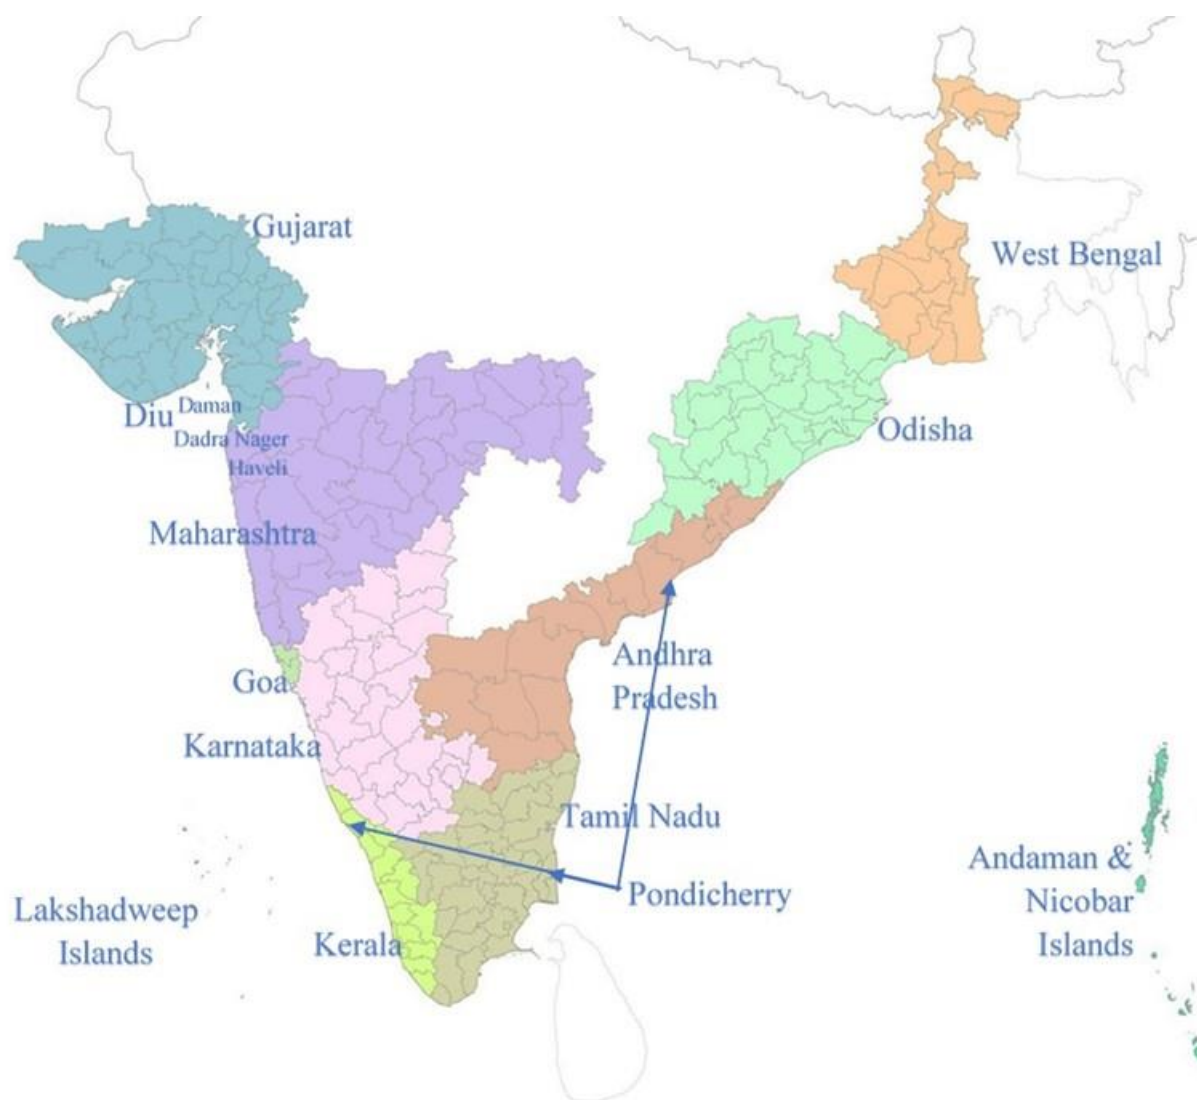 Gujarat
West Bengal
Diu
Daman
Dadra Nager
Haveli
Odisha
Maharashtra
Andhra
Pradesh
Goa
Karnataka
Tamil Nadu
Andaman &
Nicobar
Islands
Pondicherry
Lakshadweep
Islands
Kerala